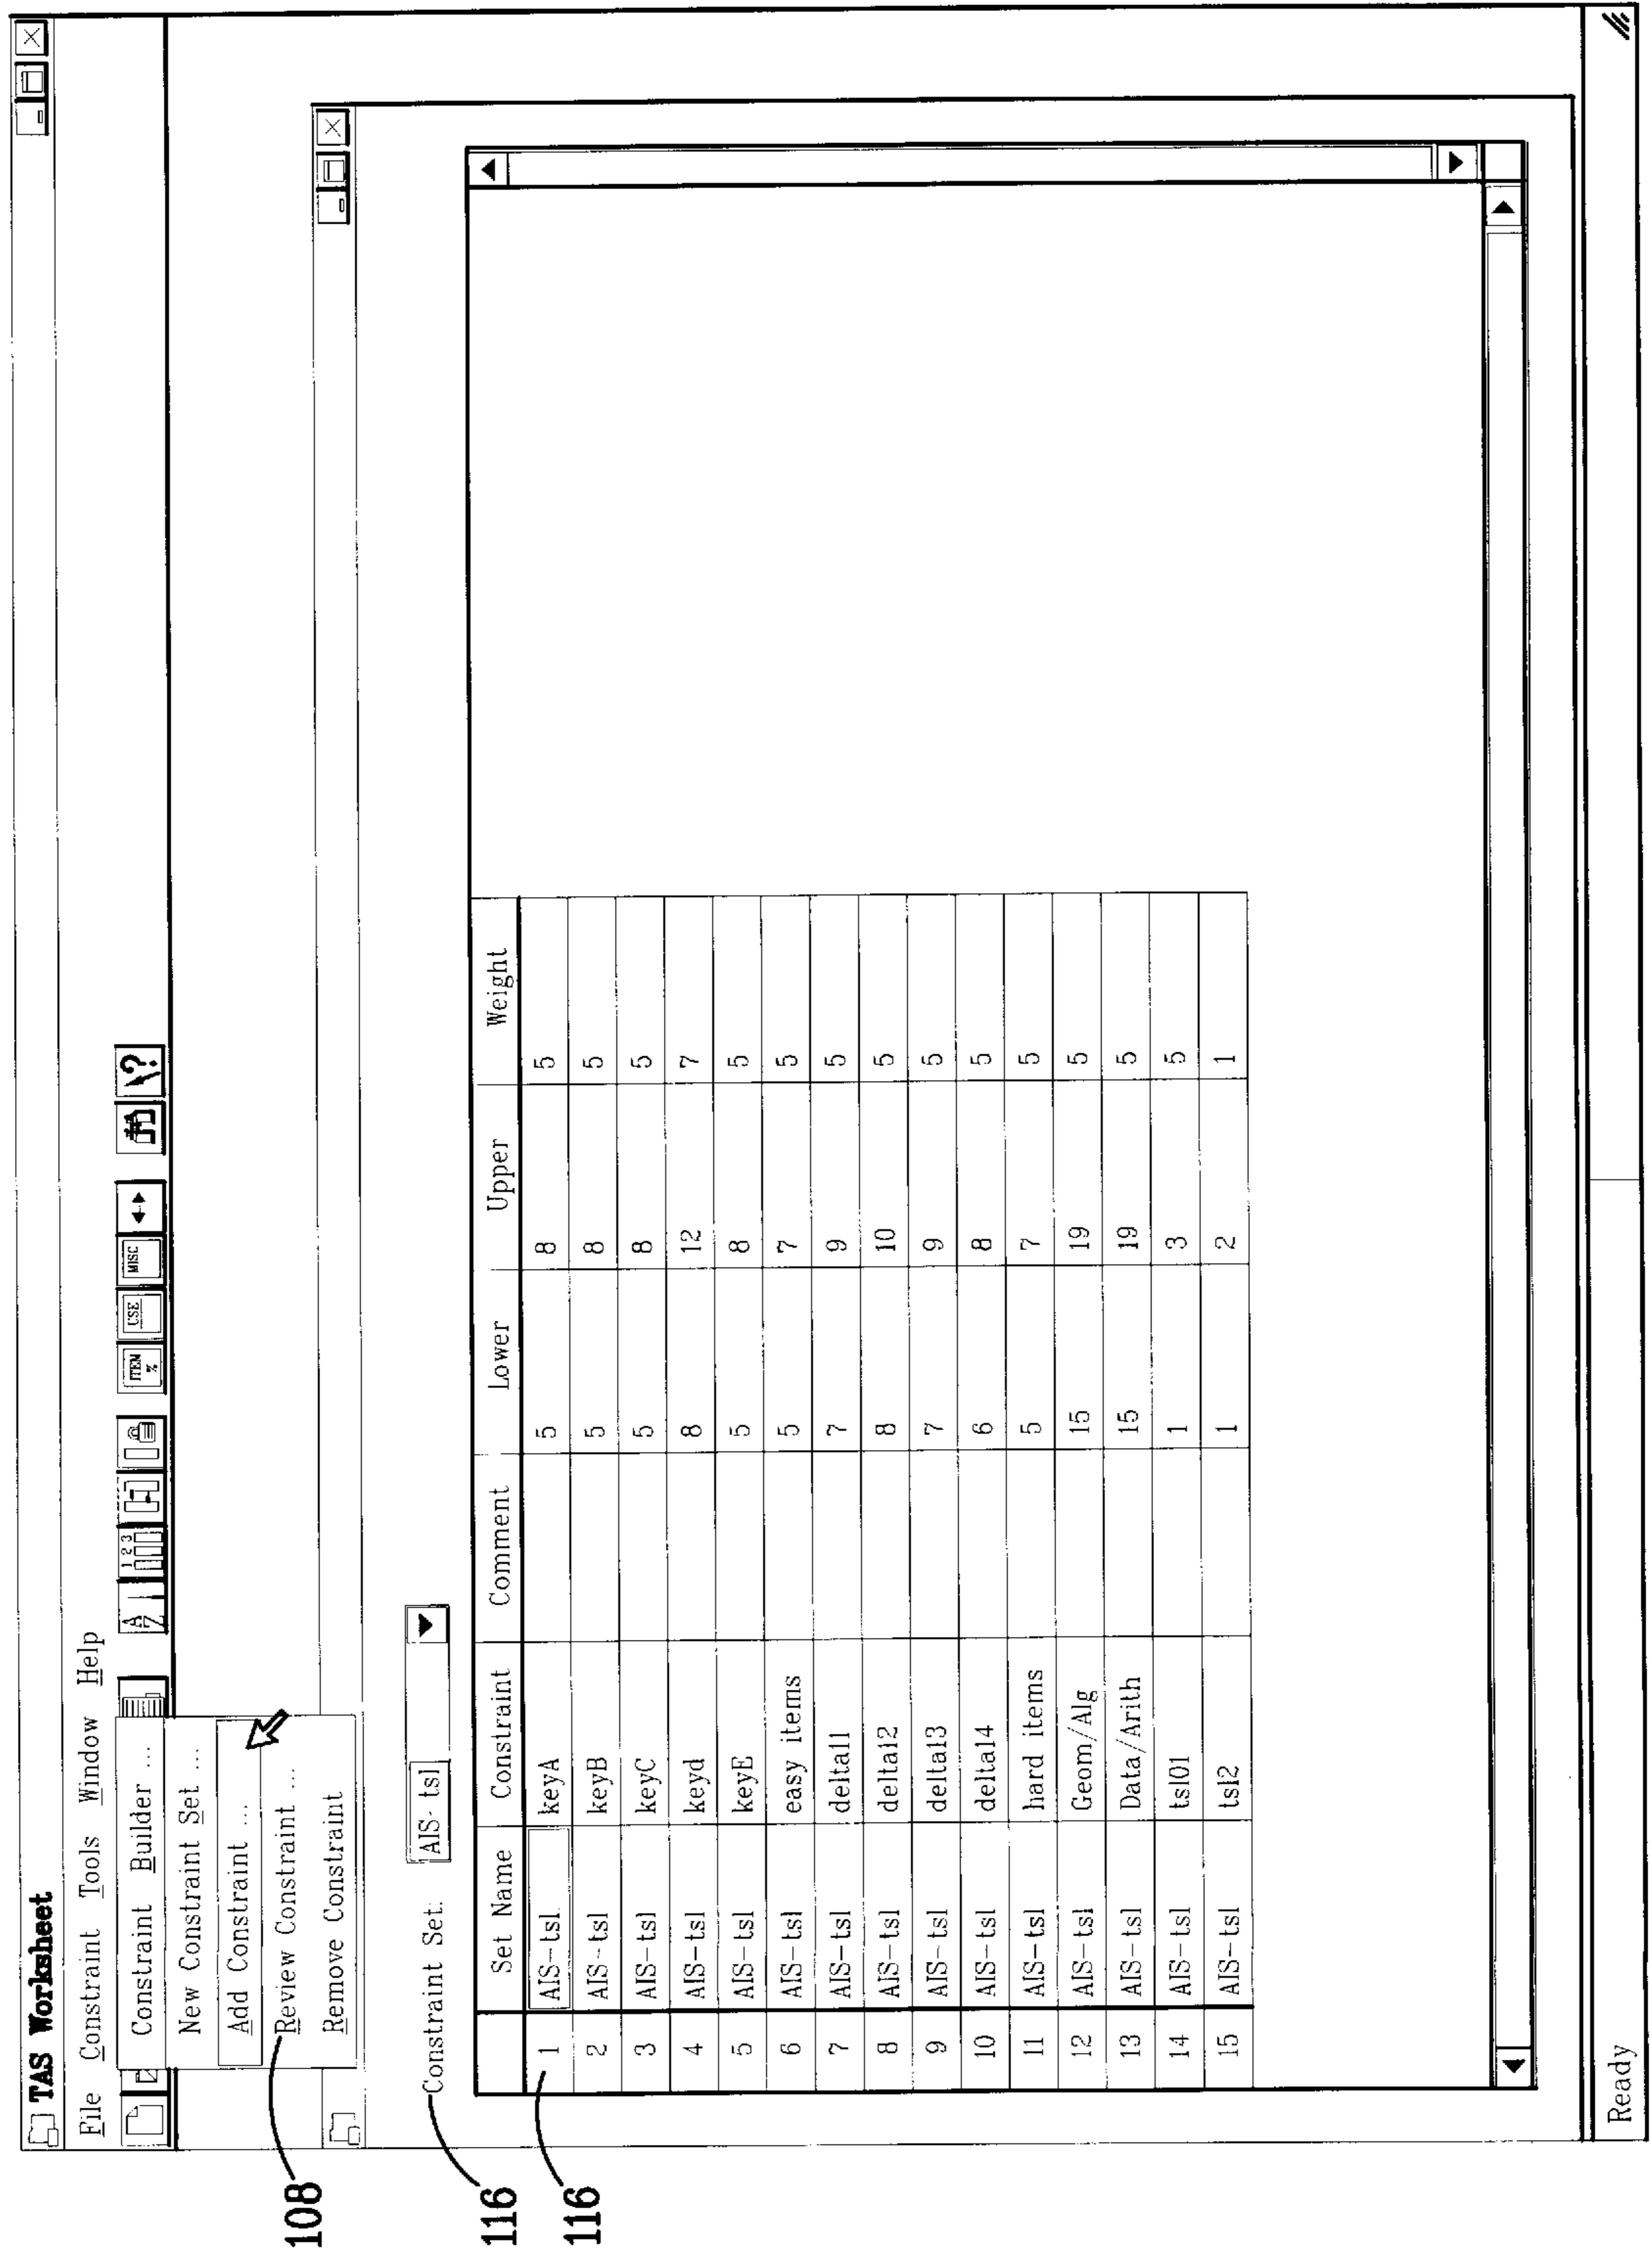 TAS Worksheet
File Constraint Tools Window Help
A Z 1 2 3 ITEM % USE MISC ?
Constraint Builder ...
New Constraint Set ...
Add Constraint ...
Review Constraint ...
Remove Constraint
108
116 Constraint Set: AIS-tsl
116
Set Name Constraint Comment Lower Upper Weight
1 AIS-tsl keyA 5 8 5
2 AIS-tsl keyB 5 8 5
3 AIS-tsl keyC 5 8 5
4 AIS-tsl keyd 8 12 7
5 AIS-tsl keyE 5 8 5
6 AIS-tsl easy items 5 7 5
7 AIS-tsl delta11 7 9 5
8 AIS-tsl delta12 8 10 5
9 AIS-tsl delta13 7 9 5
10 AIS-tsl delta14 6 8 5
11 AIS-tsl hard items 5 7 5
12 AIS-tsl Geom/Alg 15 19 5
13 AIS-tsl Data/Arith 15 19 5
14 AIS-tsl tsl01 1 3 5
15 AIS-tsl tsl2 1 2 1
Ready